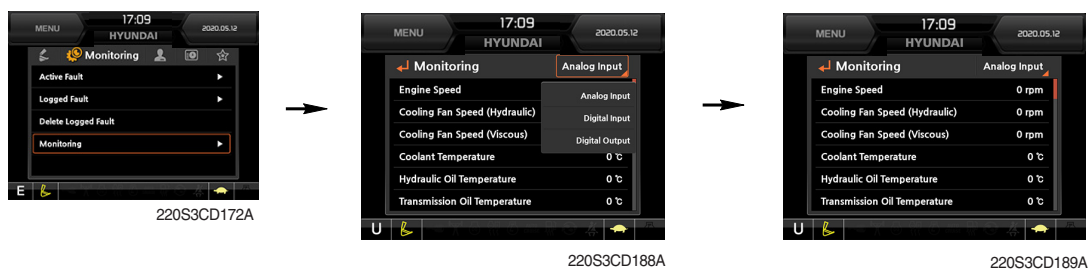 17:09
MENU
HYUNDAI
2020.05.12
Monitoring
Active Fault
Logged Fault
Delete Logged Fault
Monitoring
E
220S3CD172A
17:09
MENU
HYUNDAI
2020.05.12
Monitoring
Analog Input
Engine Speed
Analog Input
Cooling Fan Speed (Hydraulic)
Digital Input
Cooling Fan Speed (Viscous)
Digital Output
Coolant Temperature 0 ℃
Hydraulic Oil Temperature 0 ℃
Transmission Oil Temperature 0 ℃
U
220S3CD188A
17:09
MENU
HYUNDAI
2020.05.12
Monitoring
Analog Input
Engine Speed 0 rpm
Cooling Fan Speed (Hydraulic) 0 rpm
Cooling Fan Speed (Viscous) 0 rpm
Coolant Temperature 0 ℃
Hydraulic Oil Temperature 0 ℃
Transmission Oil Temperature 0 ℃
U
220S3CD189A